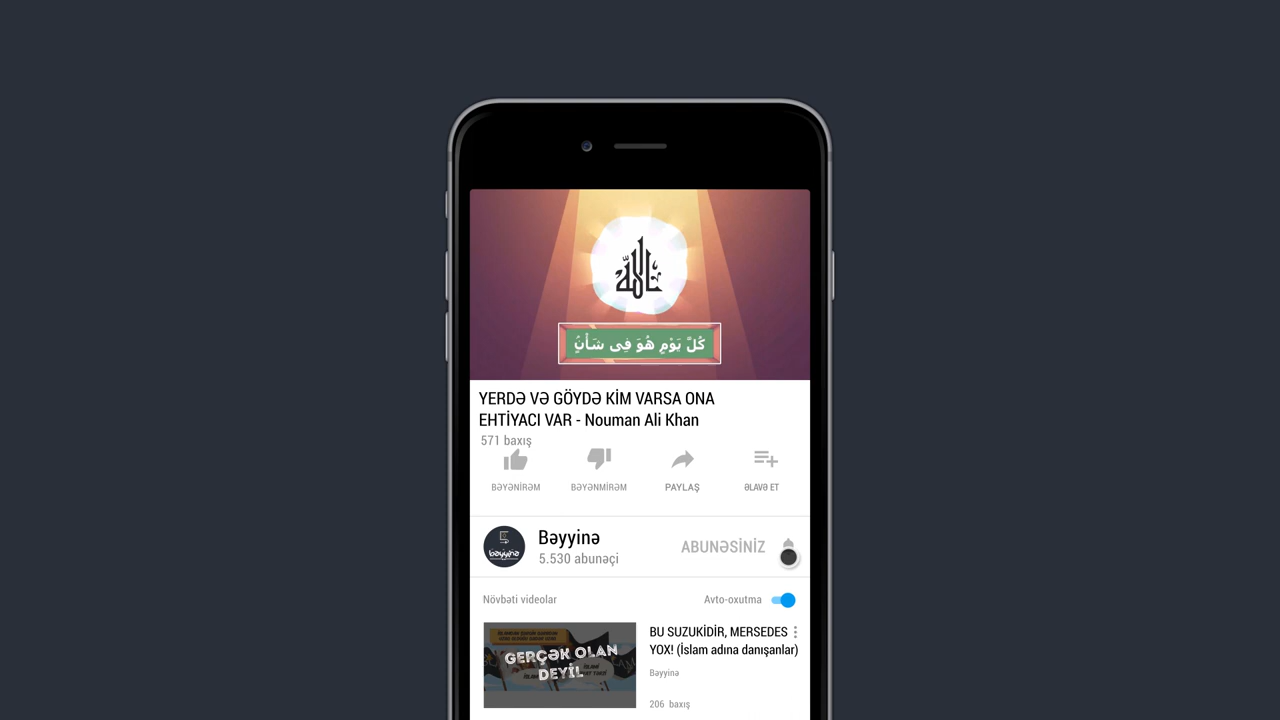 الله
كُلَّ يَوْمٍ هُوَ فِى شَأْنٍ
YERDƏ VƏ GÖYDƏ KİM VARSA ONA
EHTİYACI VAR - Nouman Ali Khan
571 baxış
BƏYƏNİRƏM
BƏYƏNMİRƏM
PAYLAŞ
ƏLAVƏ ET
bəyyinə
Bəyyinə
5.530 abunəçi
ABUNƏSİNİZ
Növbəti videolar
Avto-oxutma
GERÇƏK OLAN
DEYİL
BU SUZUKİDİR, MERSEDES
YOX! (İslam adına danışanlar)
Bəyyinə
206 baxış